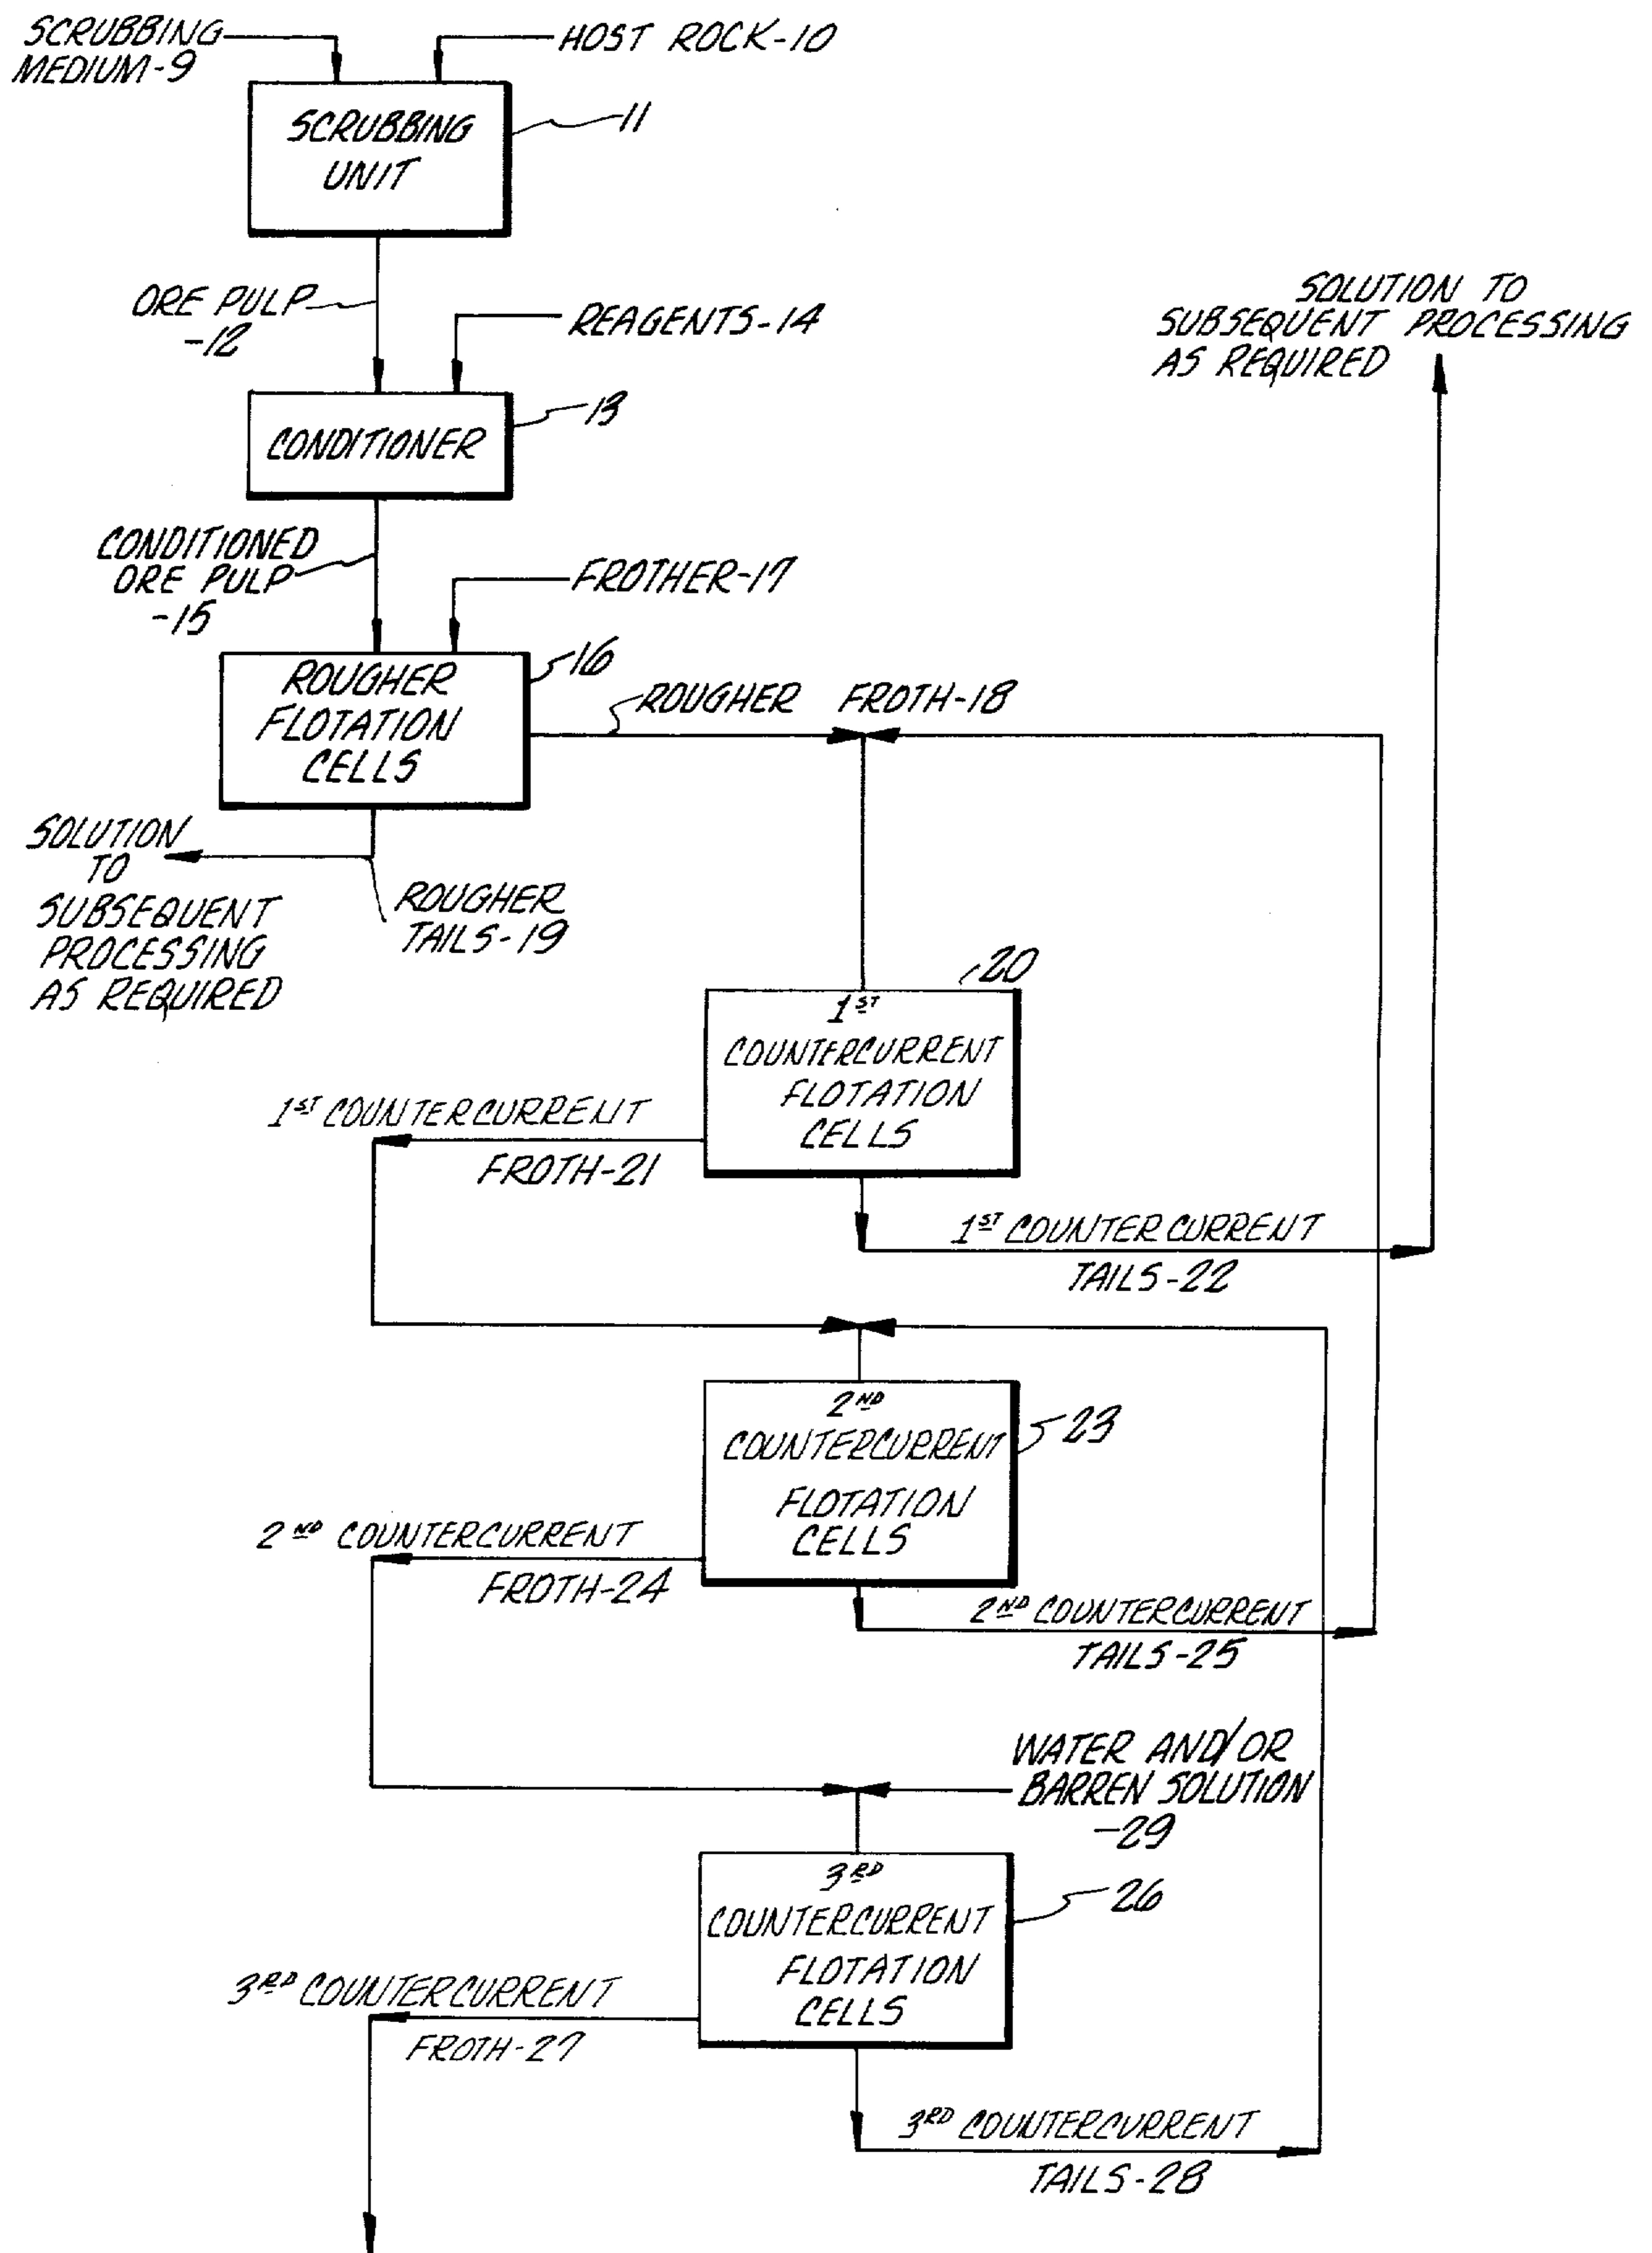 SCRUBBING
MEDIUM-9
HOST ROCK-10
SCRUBBING
UNIT
11
ORE PULP
-12
REAGENTS-14
SOLUTION TO
SUBSEQUENT PROCESSING
AS REQUIRED
CONDITIONER
13
CONDITIONED
ORE PULP
-15
FROTHER-17
ROUGHER
FLOTATION
CELLS
16
ROUGHER FROTH-18
SOLUTION
TO
SUBSEQUENT
PROCESSING
AS REQUIRED
ROUGHER
TAILS-19
20
1ST
COUNTERCURRENT
FLOTATION
CELLS
1ST COUNTERCURRENT
FROTH-21
1ST COUNTERCURRENT
TAILS-22
2ND
COUNTERCURRENT
FLOTATION
CELLS
23
2ND COUNTERCURRENT
FROTH-24
2ND COUNTERCURRENT
TAILS-25
WATER AND/OR
BARREN SOLUTION
-29
3RD
COUNTERCURRENT
FLOTATION
CELLS
26
3RD COUNTERCURRENT
FROTH-27
3RD COUNTERCURRENT
TAILS-28